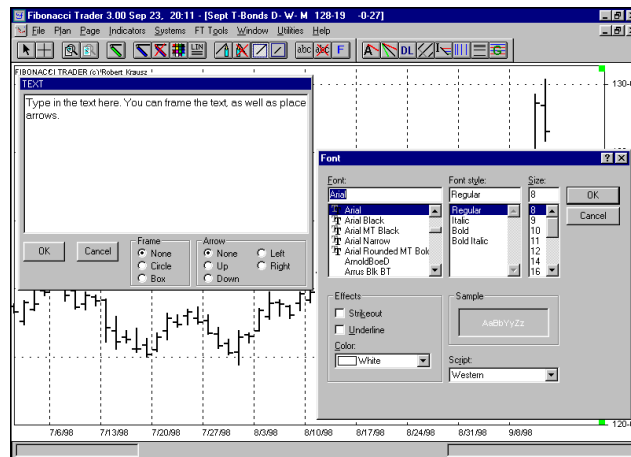 Fibonacci Trader 3.00 Sep 23, 20:11 - [Sept T-Bonds D- W- M 128-19 -0-27]
File Plan Page Indicators Systems FT Tools Window Utilities Help
LIN abc abc F A DL
FIBONACCI TRADER (c)'Robert Krausz '
130-
TEXT
Type in the text here. You can frame the text, as well as place
arrows.
OK
Cancel
Frame
None
Circle
Box
Arrow
None
Up
Down
Left
Right
Font
Font:
Arial
Arial
Arial Black
Arial MT Black
Arial Narrow
Arial Rounded MT Bold
ArnoldBoeD
Arrus Blk BT
Font style:
Regular
Regular
Italic
Bold
Bold Italic
Size:
8
8
9
10
11
12
14
16
OK
Cancel
Effects
Strikeout
Underline
Color:
White
Sample
AaBbYyZz
Script:
Western
120-
7/6/98 7/13/98 7/20/98 7/27/98 8/3/98 8/10/98 8/17/98 8/24/98 8/31/98 9/8/98